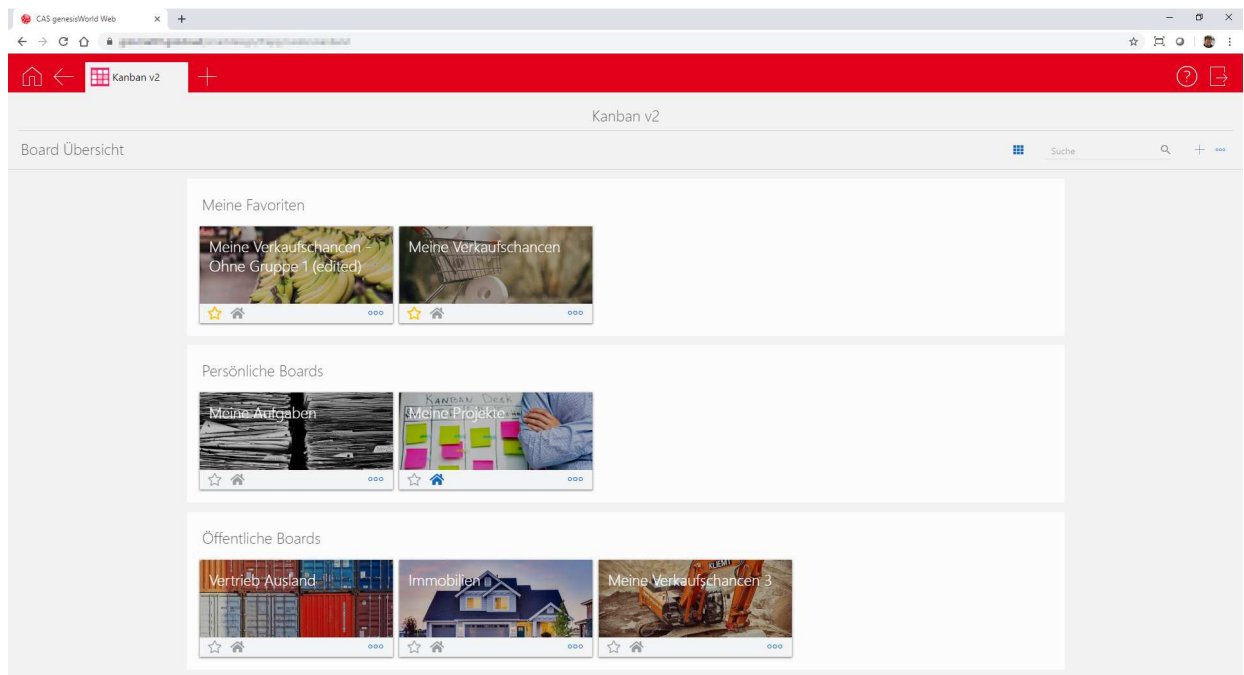 CAS genesisWorld Web
Kanban v2
Kanban v2
Board Übersicht
Suche
Meine Favoriten
Meine Verkaufschancen -
Ohne Gruppe 1 (edited)
Meine Verkaufschancen
Persönliche Boards
Meine Aufgaben
KANBAN DESK
Meine Projekte
Öffentliche Boards
Vertrieb Ausland
Immobilien
KLIEMT
Meine Verkaufschancen 3